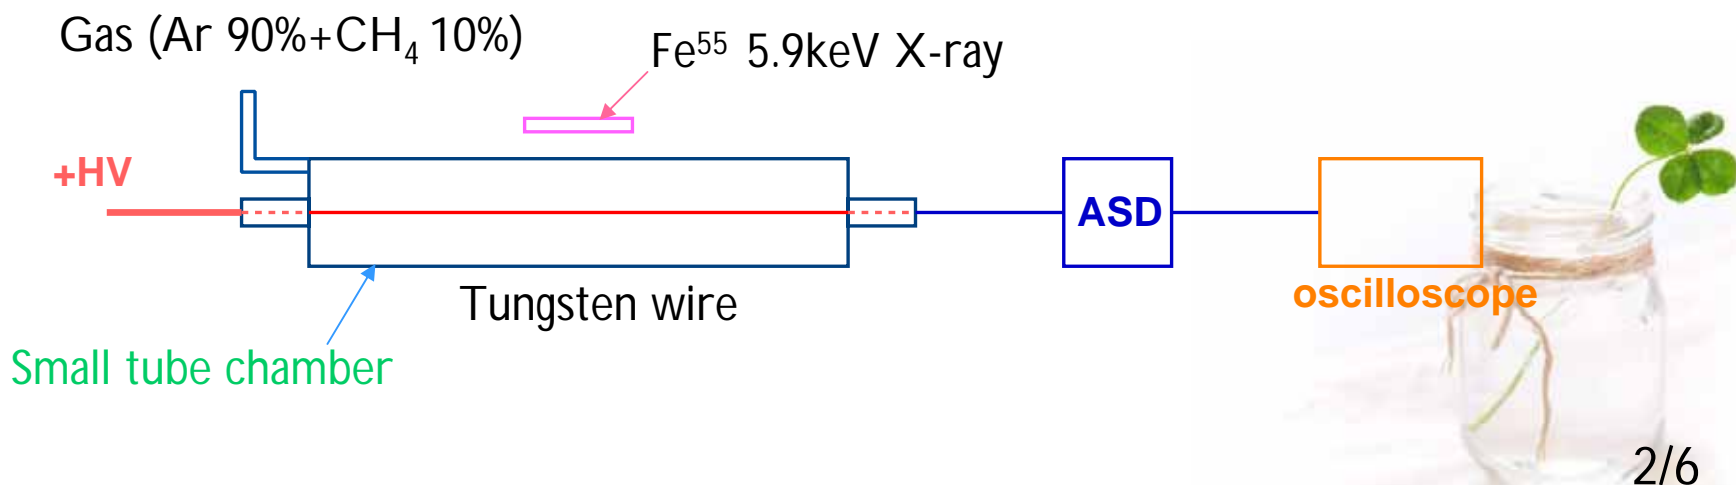 Gas (Ar 90%+CH₄ 10%)
Fe⁵⁵ 5.9keV X-ray
+HV
ASD
Tungsten wire
oscilloscope
Small tube chamber
2/6